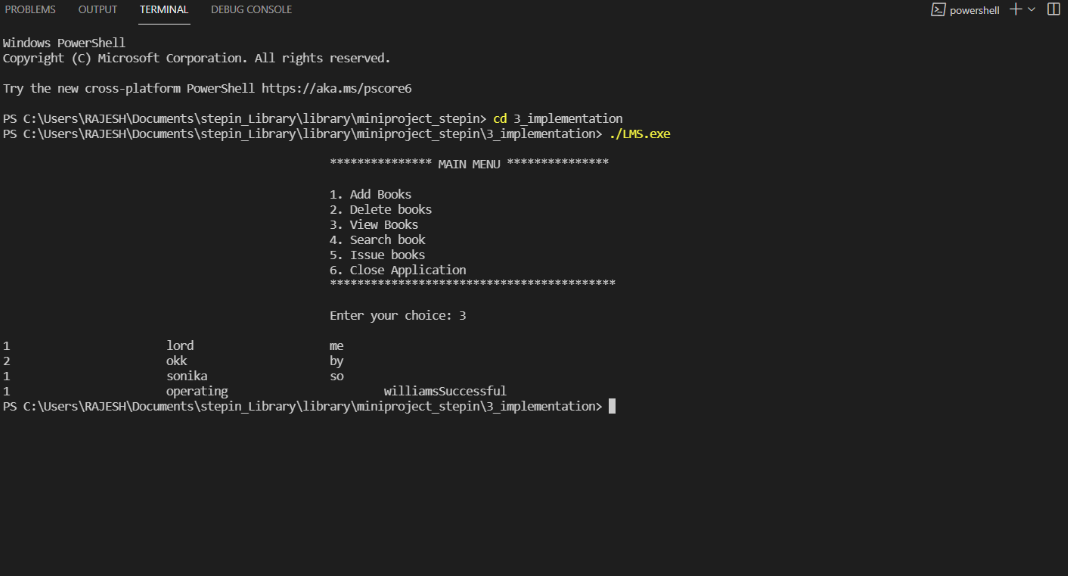 PROBLEMS OUTPUT TERMINAL DEBUG CONSOLE powershell
Windows PowerShell
Copyright (C) Microsoft Corporation. All rights reserved.
Try the new cross-platform PowerShell https://aka.ms/pscore6
PS C:\Users\RAJESH\Documents\stepin_Library\library\miniproject_stepin> cd 3_implementation
PS C:\Users\RAJESH\Documents\stepin_Library\library\miniproject_stepin\3_implementation> ./LMS.exe
*************** MAIN MENU ***************
1. Add Books
2. Delete books
3. View Books
4. Search book
5. Issue books
6. Close Application
******************************************
Enter your choice: 3
1 lord me
2 okk by
1 sonika so
1 operating williamsSuccessful
PS C:\Users\RAJESH\Documents\stepin_Library\library\miniproject_stepin\3_implementation>